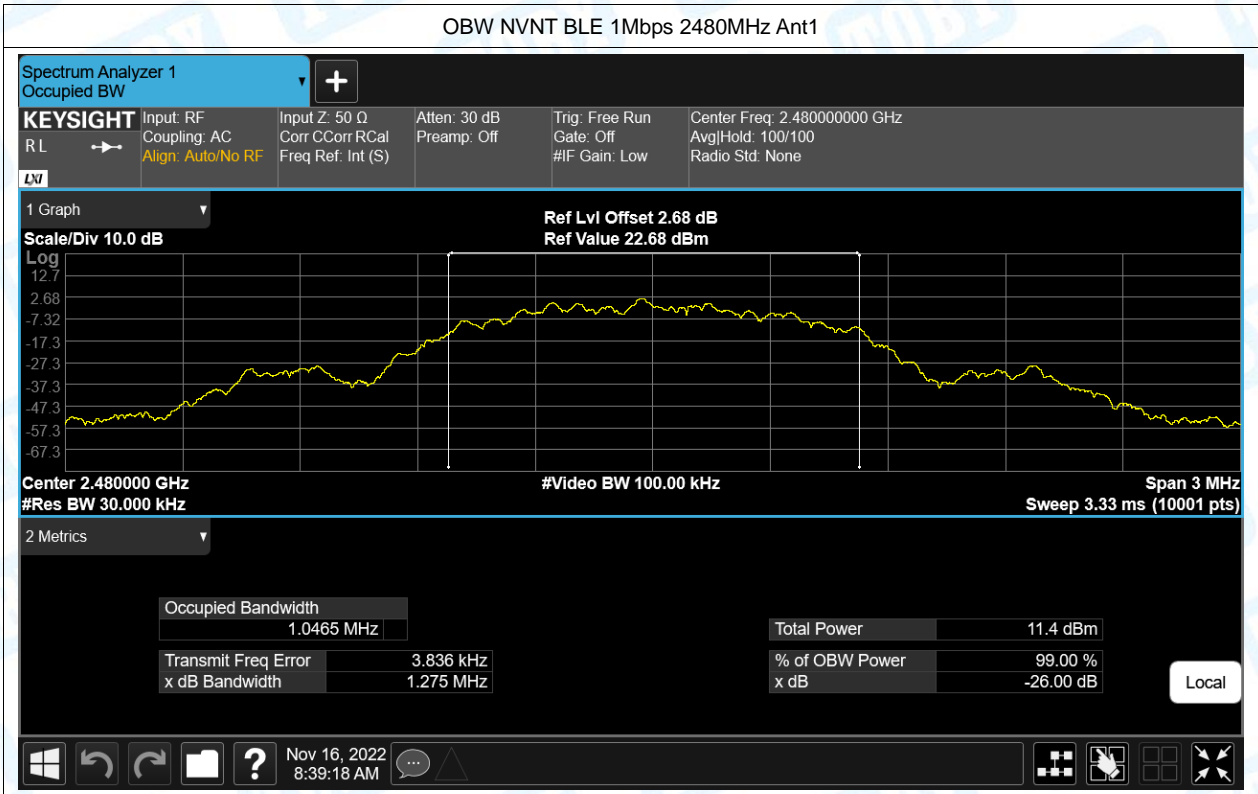 OBW NVNT BLE 1Mbps 2480MHz Ant1
Spectrum Analyzer 1
Occupied BW
KEYSIGHT Input: RF Input Z: 50 Ω Atten: 30 dB Trig: Free Run Center Freq: 2.480000000 GHz
RL Coupling: AC Corr CCorr RCal Preamp: Off Gate: Off Avg|Hold: 100/100
Align: Auto/No RF Freq Ref: Int (S) #IF Gain: Low Radio Std: None
LXI
1 Graph
Ref Lvl Offset 2.68 dB
Scale/Div 10.0 dB Ref Value 22.68 dBm
Log
12.7
2.68
-7.32
-17.3
-27.3
-37.3
-47.3
-57.3
-67.3
Center 2.480000 GHz #Video BW 100.00 kHz Span 3 MHz
#Res BW 30.000 kHz Sweep 3.33 ms (10001 pts)
2 Metrics
Occupied Bandwidth
1.0465 MHz Total Power 11.4 dBm
Transmit Freq Error 3.836 kHz % of OBW Power 99.00 %
x dB Bandwidth 1.275 MHz x dB -26.00 dB
Local
? Nov 16, 2022
8:39:18 AM